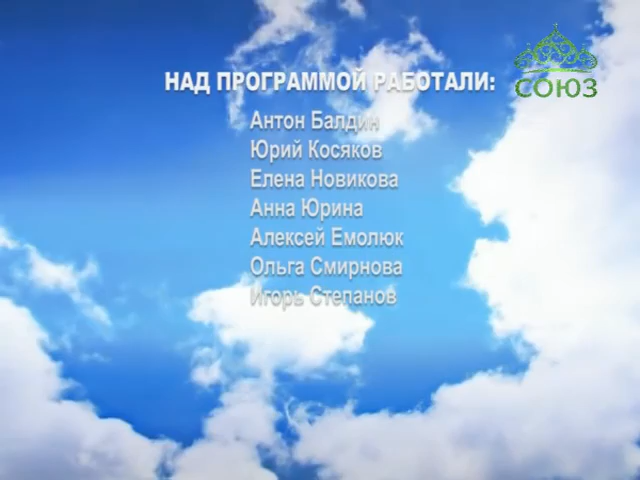 НАД ПРОГРАММОЙ РАБОТАЛИ:
СОЮЗ
Антон Балдин
Юрий Косяков
Елена Новикова
Анна Юрина
Алексей Емолюк
Ольга Смирнова
Игорь Степанов